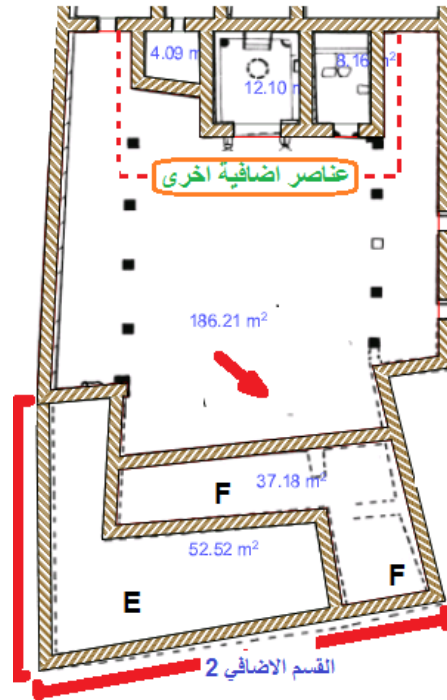 4.09 m
12.10 m
8.16 m²
عناصر اضافية اخرى
186.21 m²
F
37.18 m²
52.52 m²
F
E
القسم الاضافي 2